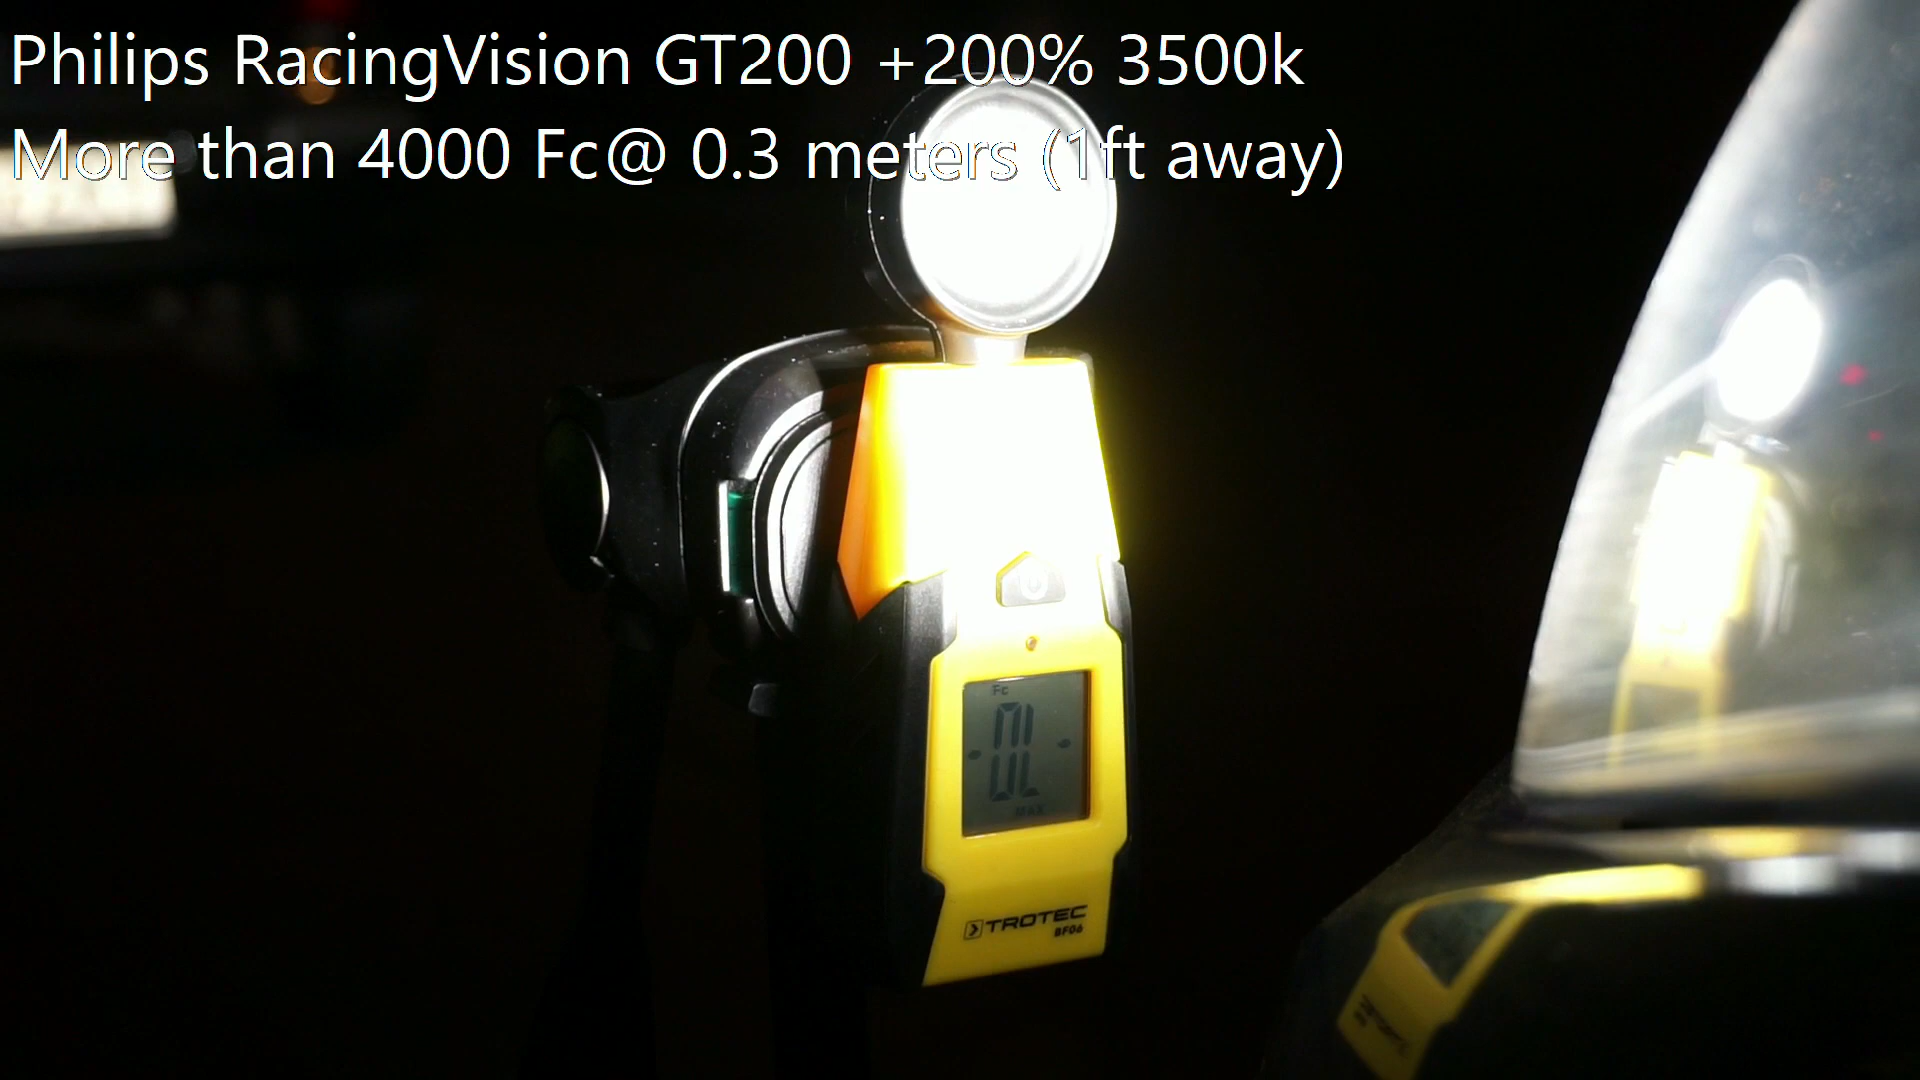 Philips RacingVision GT200 +200% 3500k
More than 4000 Fc@ 0.3 meters (1ft away)
Fc
OL
MAX
TROTEC
BF06